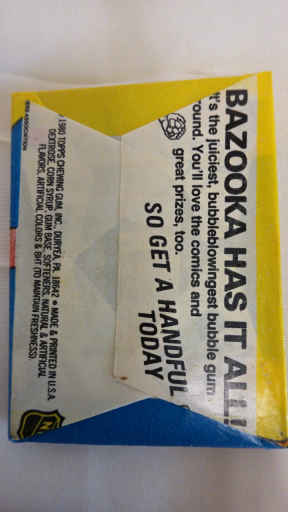 BAZOOKA HAS IT ALL!
It's the juiciest, bubbleblowingest bubble gum
round. You'll love the comics and
great prizes, too.
SO GET A HANDFUL
TODAY
1980 TOPPS CHEWING GUM, INC., DURYEA, PA. 18642 • MADE & PRINTED IN U.S.A.
DEXTROSE, CORN SYRUP, GUM BASE, SOFTENERS, NATURAL & ARTIFICIAL
FLAVORS, ARTIFICIAL COLORS & BHT (TO MAINTAIN FRESHNESS).
ASSOCIATION